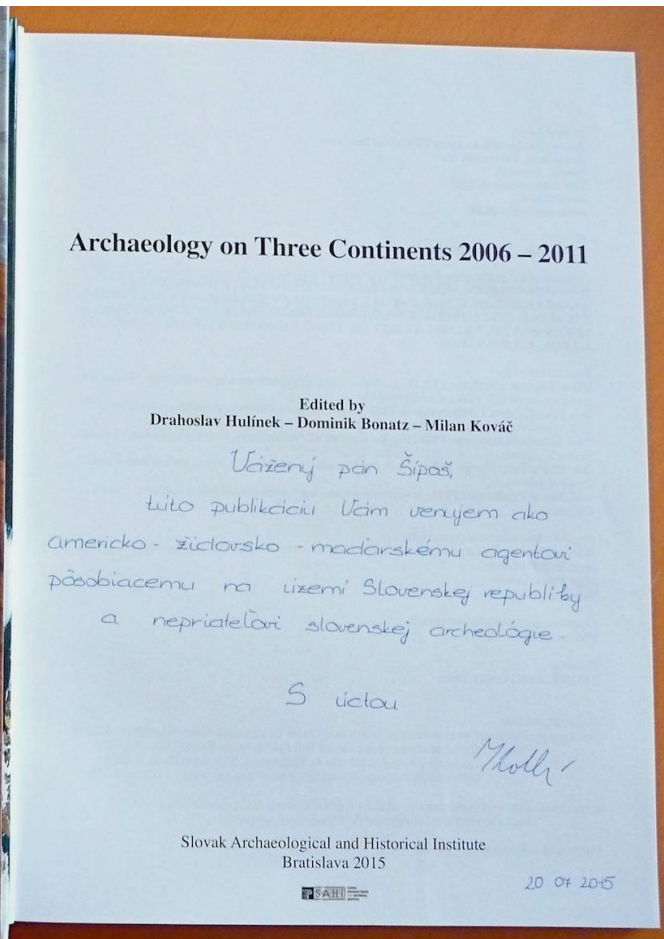 Archaeology on Three Continents 2006 – 2011
Edited by
Drahoslav Hulínek – Dominik Bonatz – Milan Kováč
Vážený pán Šípoš,
túto publikáciu Vám venujem ako
americko - židovsko - maďarskému agentovi
pôsobiacemu na území Slovenskej republiky
a nepriateľovi slovenskej archeológie.
S úctou
Slovak Archaeological and Historical Institute
Bratislava 2015
SAHI
20 07 2015